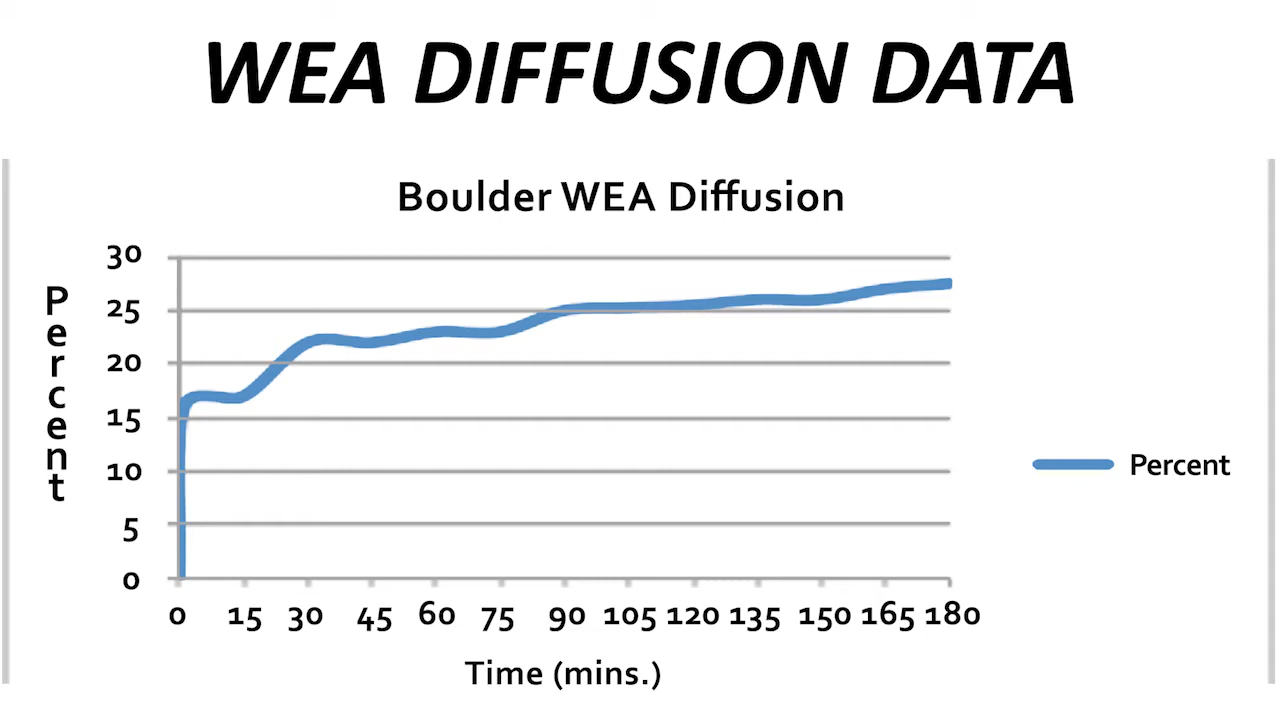 WEA DIFFUSION DATA
Boulder WEA Diffusion
Percent
30
25
20
15
10
5
0
0 15 30 45 60 75 90 105 120 135 150 165 180
Time (mins.)
Percent